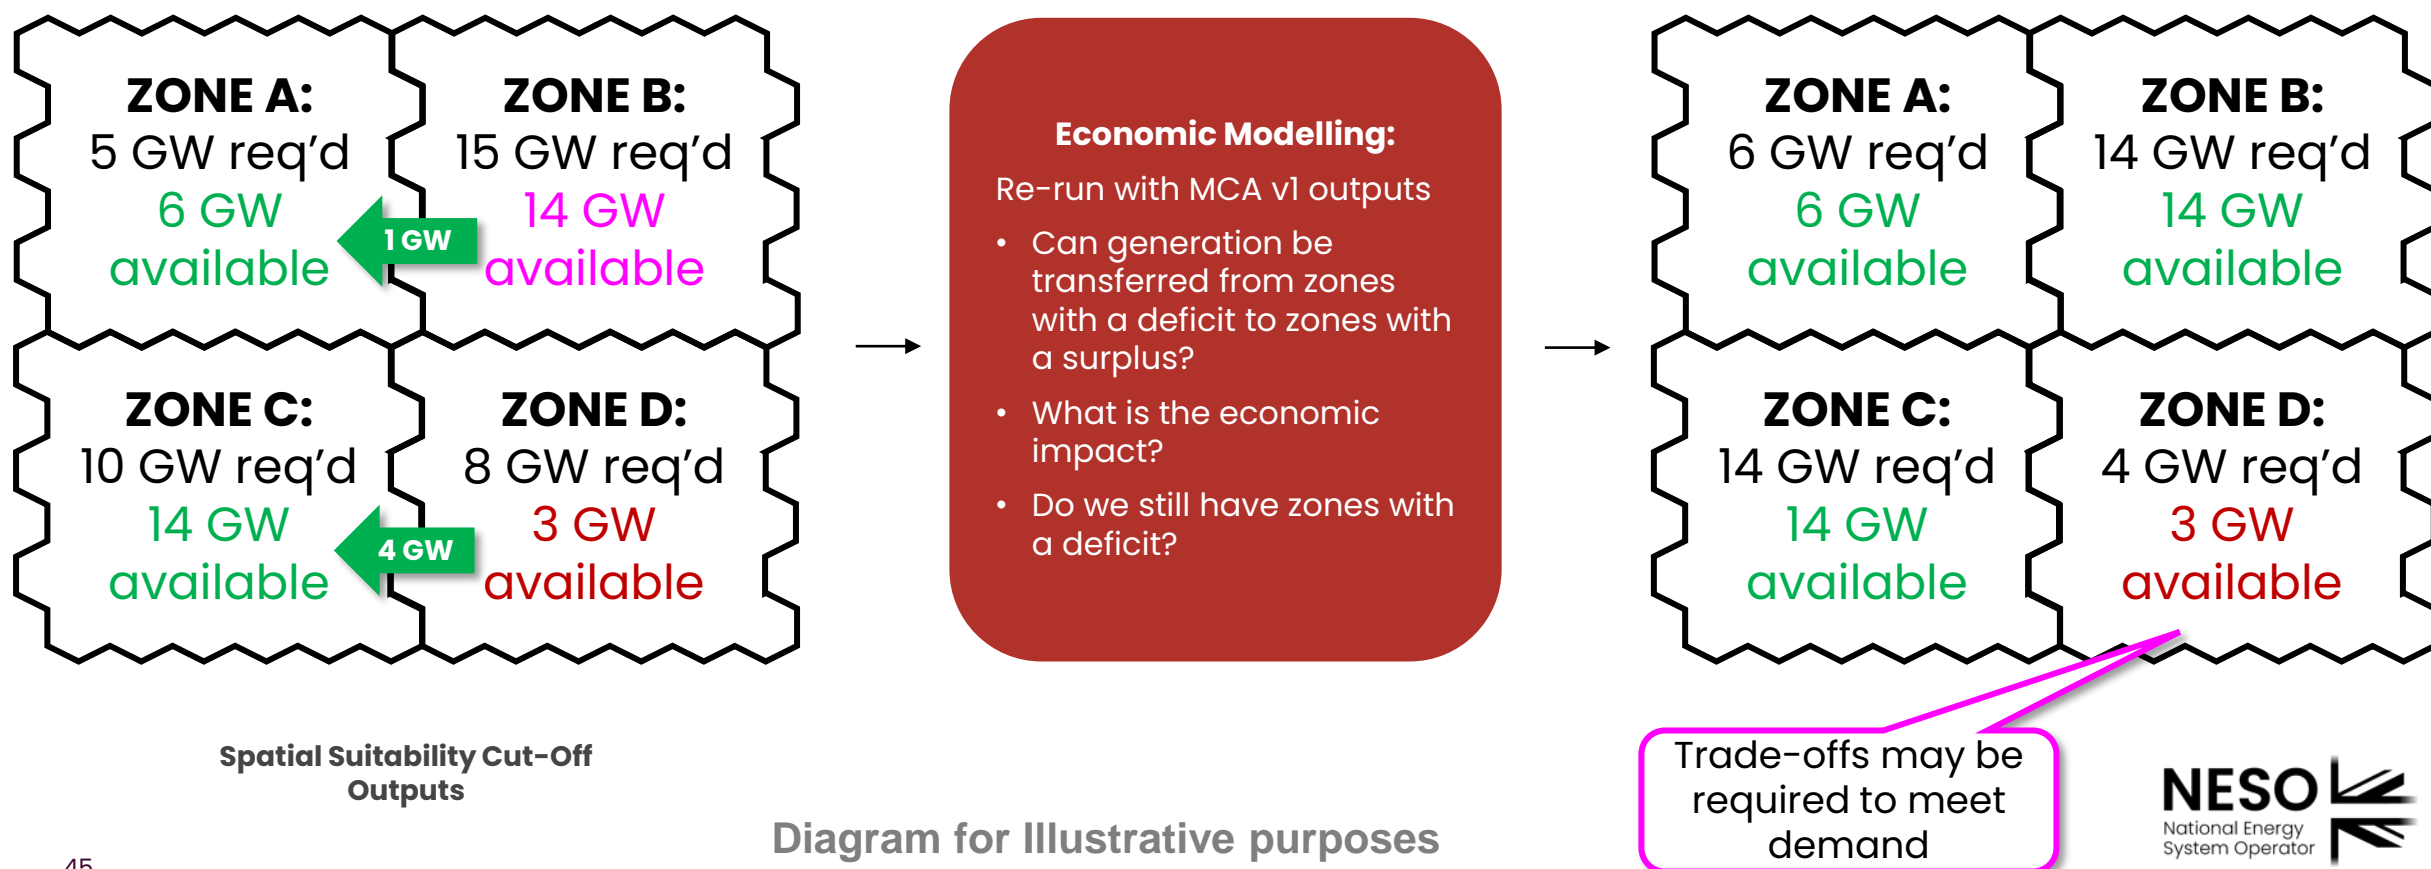 ZONE A:
5 GW req'd
6 GW
available
1 GW
ZONE B:
15 GW req'd
14 GW
available
ZONE C:
10 GW req'd
14 GW
available
4 GW
ZONE D:
8 GW req'd
3 GW
available
Spatial Suitability Cut-Off
Outputs
Economic Modelling:
Re-run with MCA v1 outputs
• Can generation be
transferred from zones
with a deficit to zones with
a surplus?
• What is the economic
impact?
• Do we still have zones with
a deficit?
ZONE A:
6 GW req'd
6 GW
available
ZONE B:
14 GW req'd
14 GW
available
ZONE C:
14 GW req'd
14 GW
available
ZONE D:
4 GW req'd
3 GW
available
Trade-offs may be
required to meet
demand
Diagram for Illustrative purposes
NESO
National Energy
System Operator
45